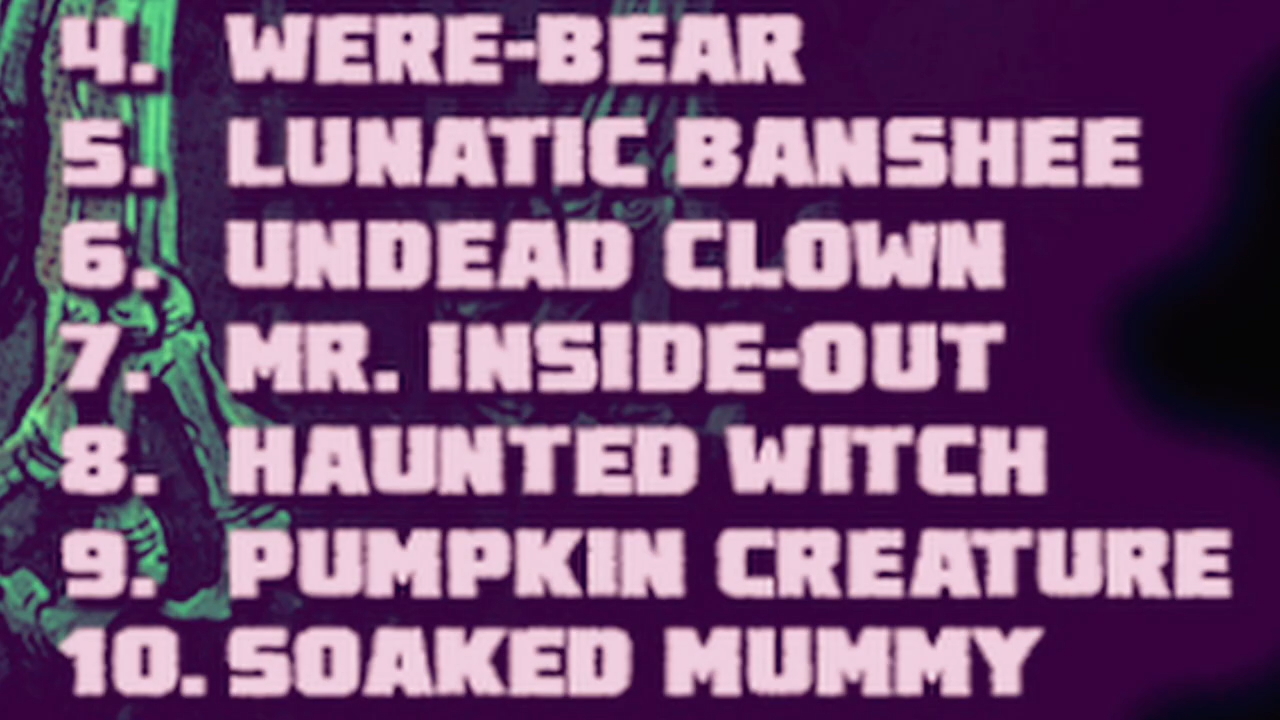 4. WERE-BEAR
5. LUNATIC BANSHEE
6. UNDEAD CLOWN
7. MR. INSIDE-OUT
8. HAUNTED WITCH
9. PUMPKIN CREATURE
10. SOAKED MUMMY